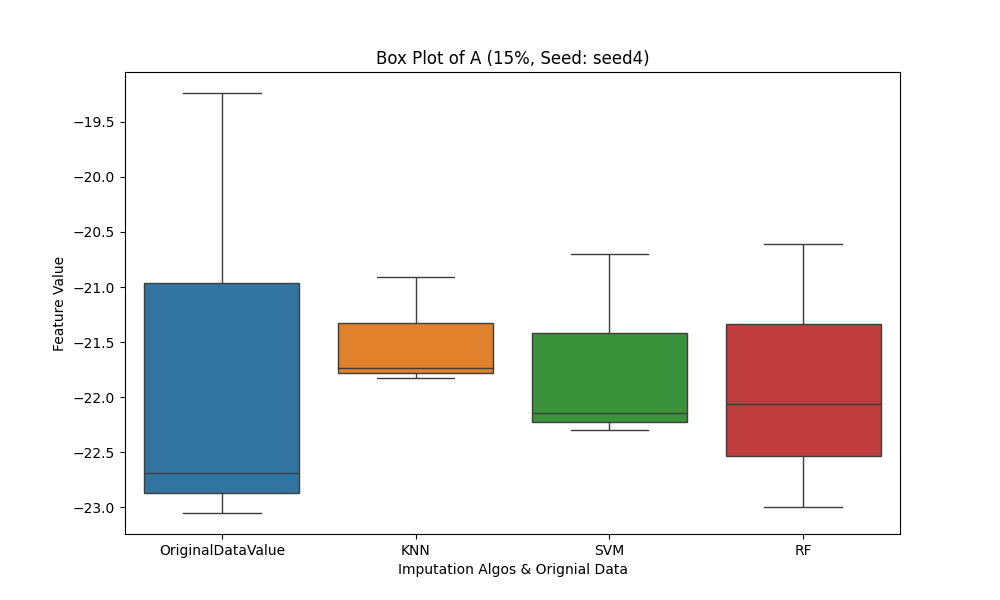 Box Plot of A (15%, Seed: seed4)
Feature Value
−19.5
−20.0
−20.5
−21.0
−21.5
−22.0
−22.5
−23.0
OriginalDataValue
KNN
SVM
RF
Imputation Algos & Orignial Data